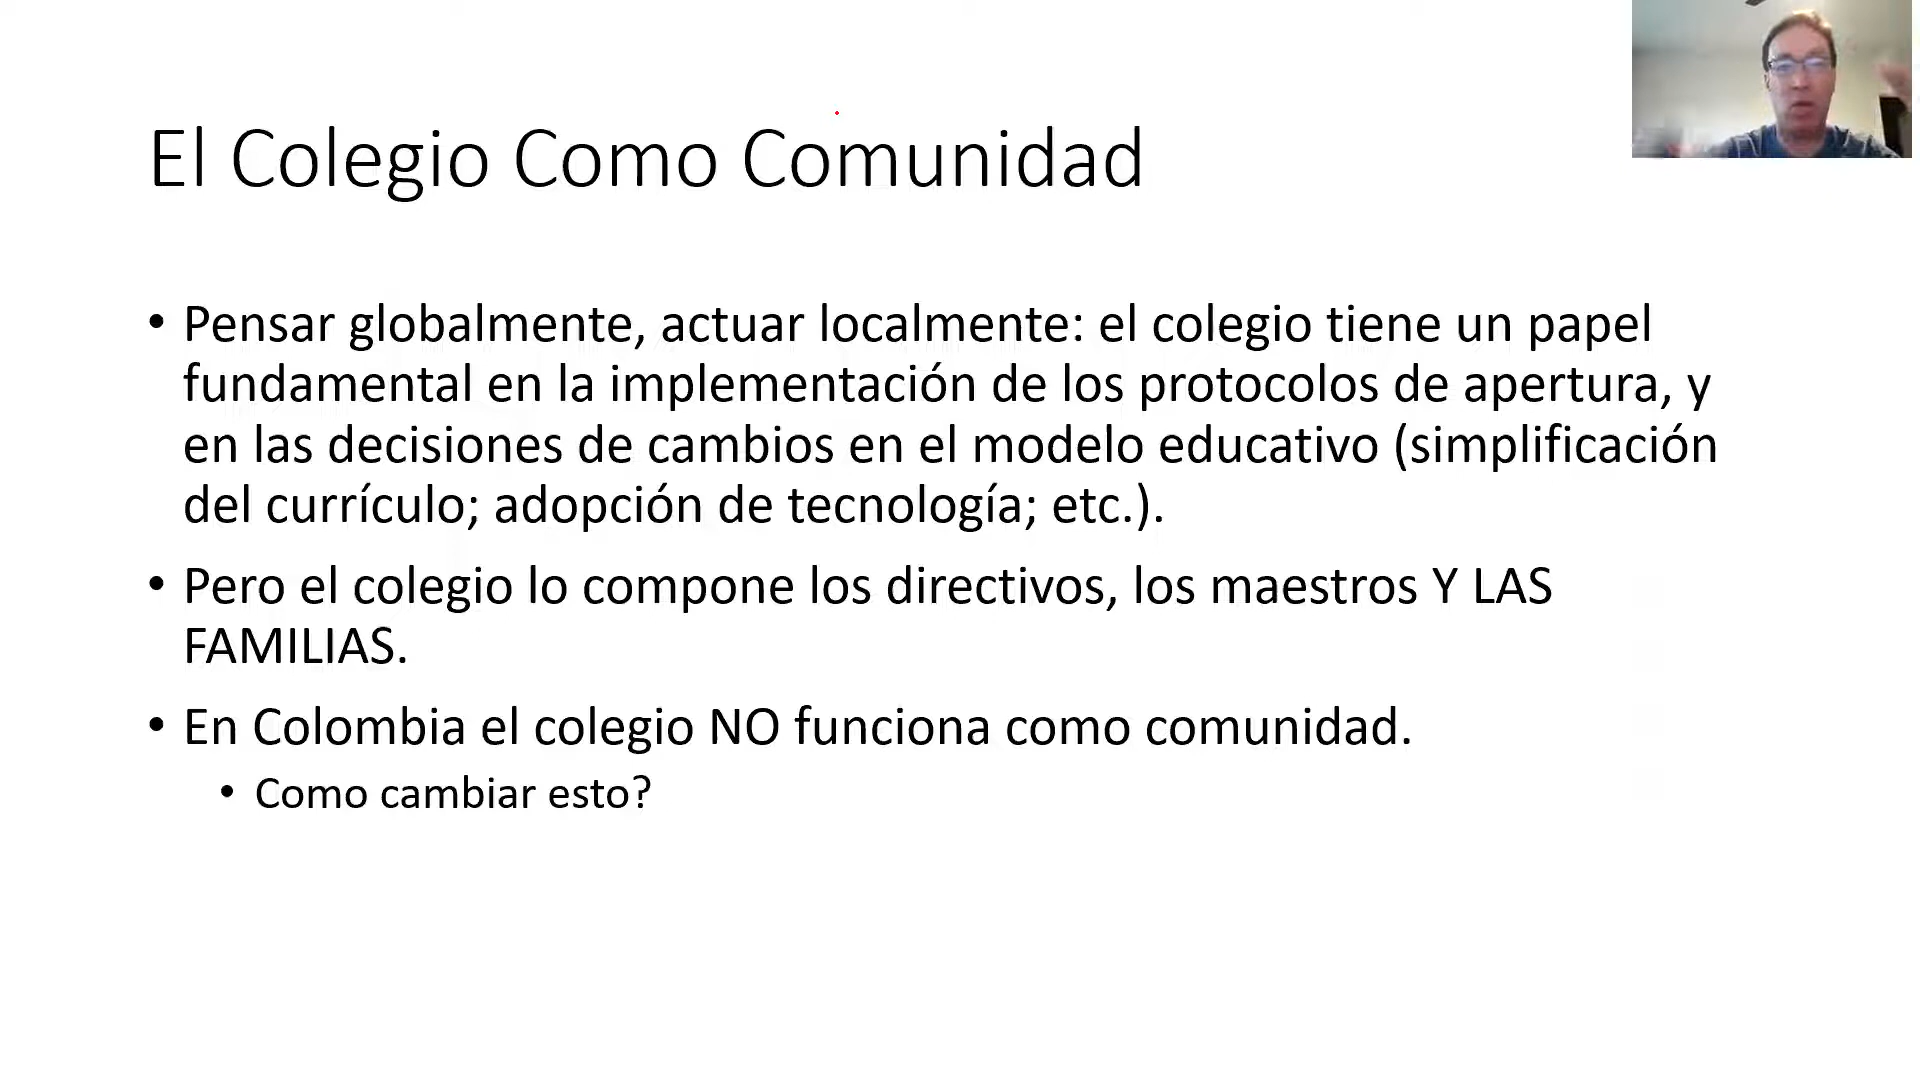 El Colegio Como Comunidad
• Pensar globalmente, actuar localmente: el colegio tiene un papel
fundamental en la implementación de los protocolos de apertura, y
en las decisiones de cambios en el modelo educativo (simplificación
del currículo; adopción de tecnología; etc.).
• Pero el colegio lo compone los directivos, los maestros Y LAS
FAMILIAS.
• En Colombia el colegio NO funciona como comunidad.
• Como cambiar esto?